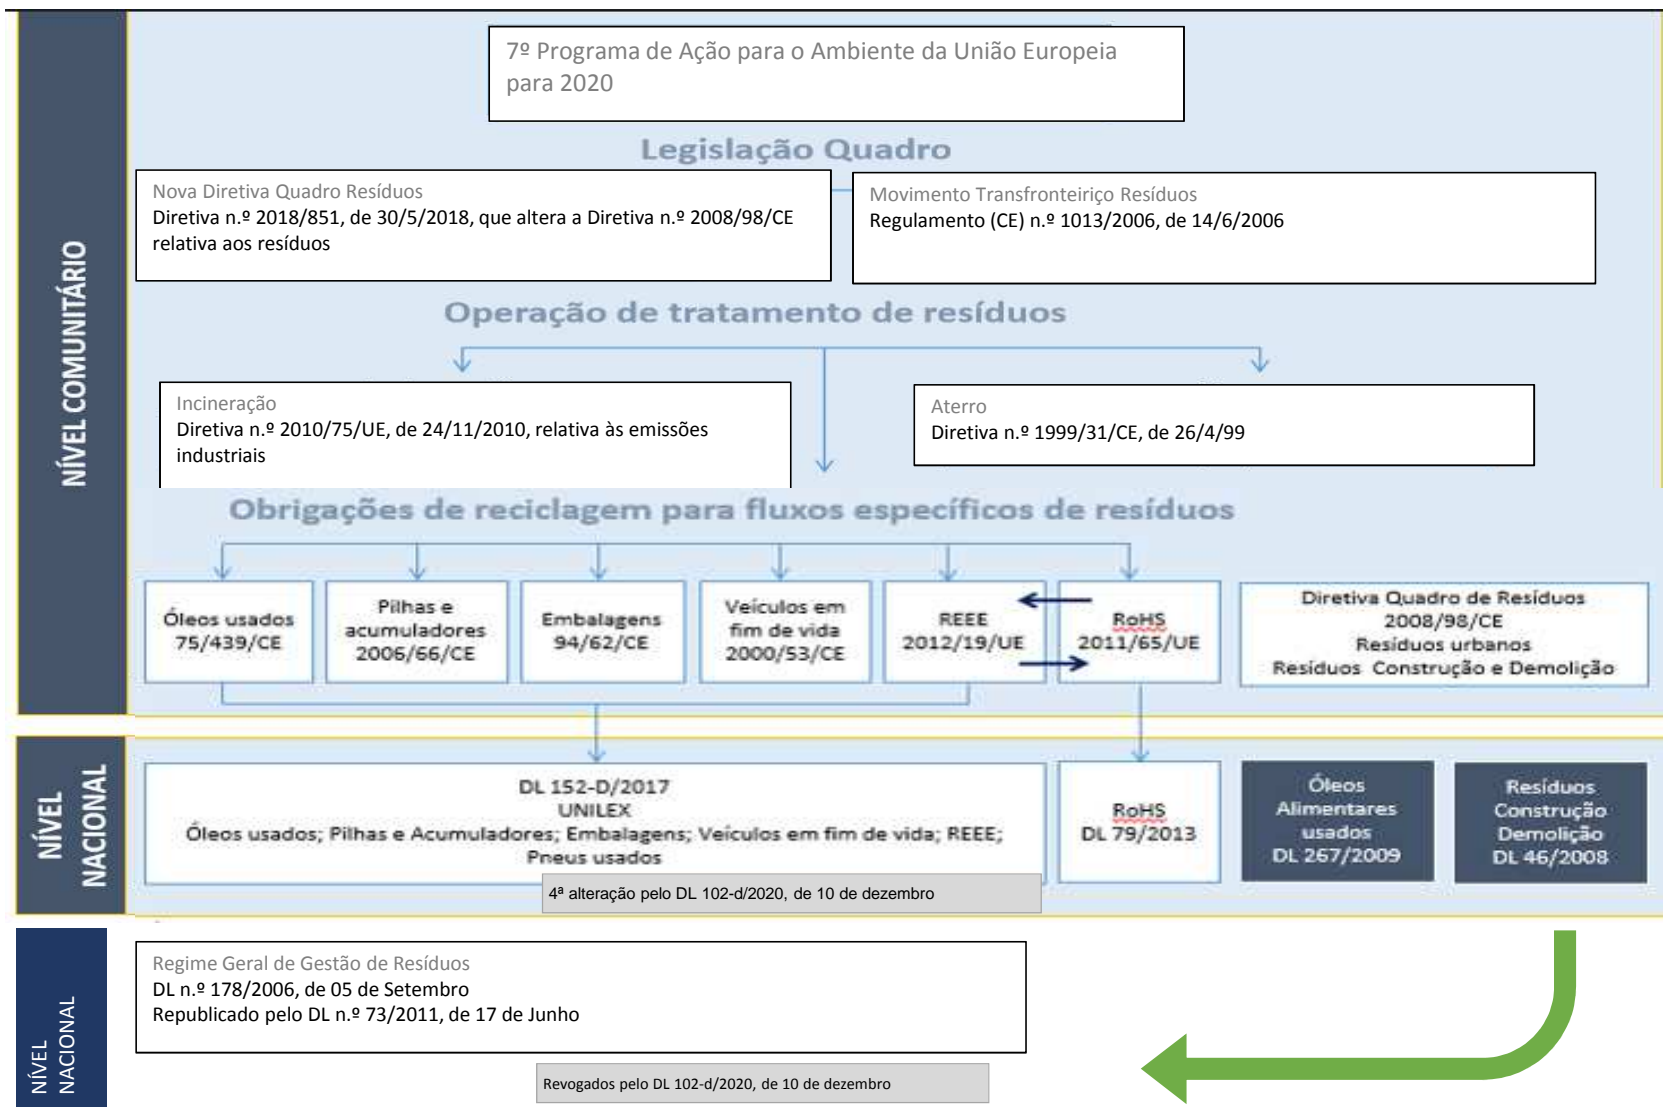 7º Programa de Ação para o Ambiente da União Europeia
para 2020
Legislação Quadro
Nova Diretiva Quadro Resíduos
Diretiva n.º 2018/851, de 30/5/2018, que altera a Diretiva n.º 2008/98/CE
relativa aos resíduos
Movimento Transfronteiriço Resíduos
Regulamento (CE) n.º 1013/2006, de 14/6/2006
NÍVEL COMUNITÁRIO
Operação de tratamento de resíduos
Incineração
Diretiva n.º 2010/75/UE, de 24/11/2010, relativa às emissões
industriais
Aterro
Diretiva n.º 1999/31/CE, de 26/4/99
Obrigações de reciclagem para fluxos específicos de resíduos
Óleos usados
75/439/CE
Pilhas e
acumuladores
2006/66/CE
Embalagens
94/62/CE
Veículos em
fim de vida
2000/53/CE
REEE
2012/19/UE
RoHS
2011/65/UE
Diretiva Quadro de Resíduos
2008/98/CE
Resíduos urbanos
Resíduos Construção e Demolição
NÍVEL
NACIONAL
DL 152-D/2017
UNILEX
Óleos usados; Pilhas e Acumuladores; Embalagens; Veículos em fim de vida; REEE;
Pneus usados
4ª alteração pelo DL 102-d/2020, de 10 de dezembro
RoHS
DL 79/2013
Óleos
Alimentares
usados
DL 267/2009
Resíduos
Construção
Demolição
DL 46/2008
NÍVEL
NACIONAL
Regime Geral de Gestão de Resíduos
DL n.º 178/2006, de 05 de Setembro
Republicado pelo DL n.º 73/2011, de 17 de Junho
Revogados pelo DL 102-d/2020, de 10 de dezembro